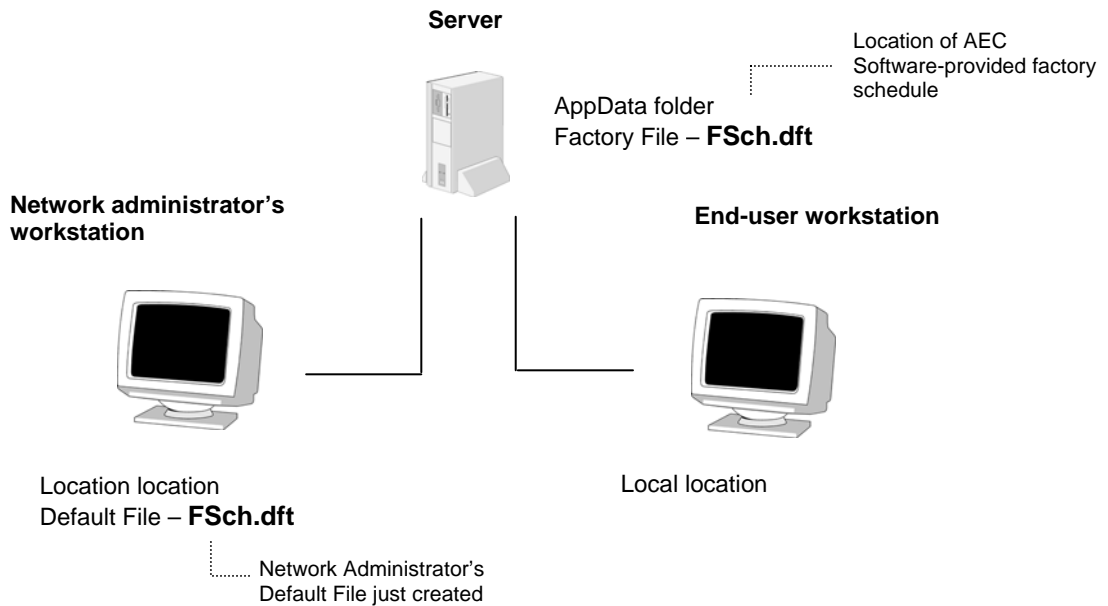 Server
Location of AEC
Software-provided factory
schedule
AppData folder
Factory File – FSch.dft
Network administrator’s
workstation
End-user workstation
Location location
Default File – FSch.dft
Local location
Network Administrator’s
Default File just created